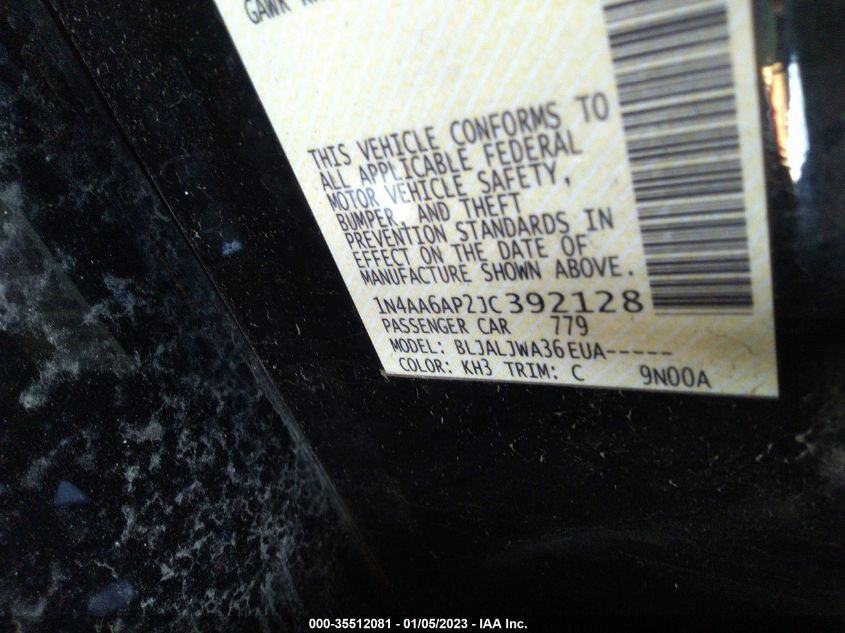 GAWR
THIS VEHICLE CONFORMS TO
ALL APPLICABLE FEDERAL
MOTOR VEHICLE SAFETY,
BUMPER, AND THEFT
PREVENTION STANDARDS IN
EFFECT ON THE DATE OF
MANUFACTURE SHOWN ABOVE.
1N4AA6AP2JC392128
PASSENGER CAR 779
MODEL: BLJALJWA36EUA-----
COLOR: KH3 TRIM: C 9N00A
000-35512081 - 01/05/2023 - IAA Inc.